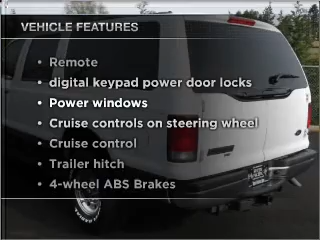 VEHICLE FEATURES
• Remote
• digital keypad power door locks
• Power windows
• Cruise controls on steering wheel
• Cruise control
• Trailer hitch
• 4-wheel ABS Brakes